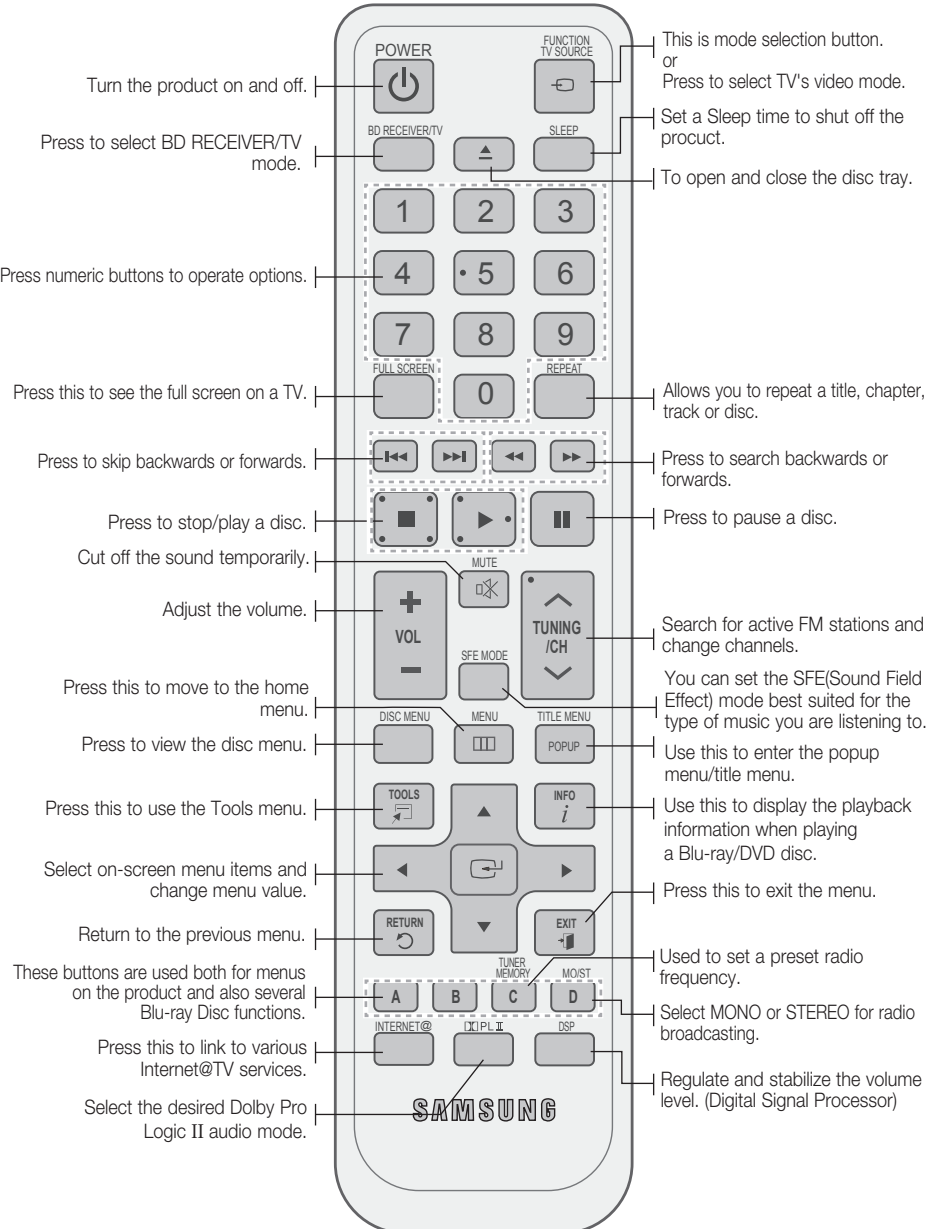 POWER
FUNCTION
TV SOURCE
Turn the product on and off.
This is mode selection button.
or
Press to select TV's video mode.
BD RECEIVER/TV
SLEEP
Press to select BD RECEIVER/TV
mode.
Set a Sleep time to shut off the
procuct.
To open and close the disc tray.
1 2 3
4 5 6
Press numeric buttons to operate options.
7 8 9
FULL SCREEN
0
REPEAT
Press this to see the full screen on a TV.
Allows you to repeat a title, chapter,
track or disc.
Press to skip backwards or forwards.
Press to search backwards or
forwards.
Press to stop/play a disc.
Press to pause a disc.
Cut off the sound temporarily.
MUTE
Adjust the volume.
VOL
TUNING
/CH
Search for active FM stations and
change channels.
SFE MODE
You can set the SFE(Sound Field
Effect) mode best suited for the
type of music you are listening to.
Press this to move to the home
menu.
DISC MENU
MENU
TITLE MENU
POPUP
Press to view the disc menu.
Use this to enter the popup
menu/title menu.
TOOLS
INFO
i
Press this to use the Tools menu.
Use this to display the playback
information when playing
a Blu-ray/DVD disc.
Select on-screen menu items and
change menu value.
Press this to exit the menu.
RETURN
EXIT
Return to the previous menu.
TUNER
MEMORY
MO/ST
Used to set a preset radio
frequency.
These buttons are used both for menus
on the product and also several
Blu-ray Disc functions.
A B C D
Select MONO or STEREO for radio
broadcasting.
INTERNET@
PL II
DSP
Press this to link to various
Internet@TV services.
Regulate and stabilize the volume
level. (Digital Signal Processor)
Select the desired Dolby Pro
Logic II audio mode.
SAMSUNG